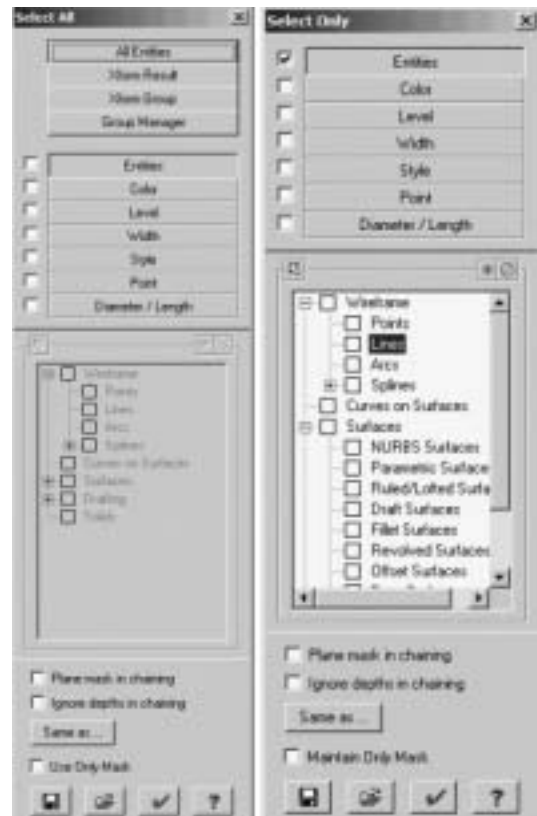 Select All
All Entities
Xform Result
Xform Group
Group Manager
Entities
Color
Level
Width
Style
Point
Diameter / Length
Wireframe
Points
Lines
Arcs
Splines
Curves on Surfaces
Surfaces
Drafting
Solids
Plane mask in chaining
Ignore depths in chaining
Same as ...
Use Only Mask
?
Select Only
Entities
Color
Level
Width
Style
Point
Diameter / Length
Wireframe
Points
Lines
Arcs
Splines
Curves on Surfaces
Surfaces
NURBS Surfaces
Parametric Surface
Ruled/Lofted Surfa
Draft Surfaces
Fillet Surfaces
Revolved Surfaces
Offset Surfaces
Plane mask in chaining
Ignore depths in chaining
Same as ...
Maintain Only Mask
?